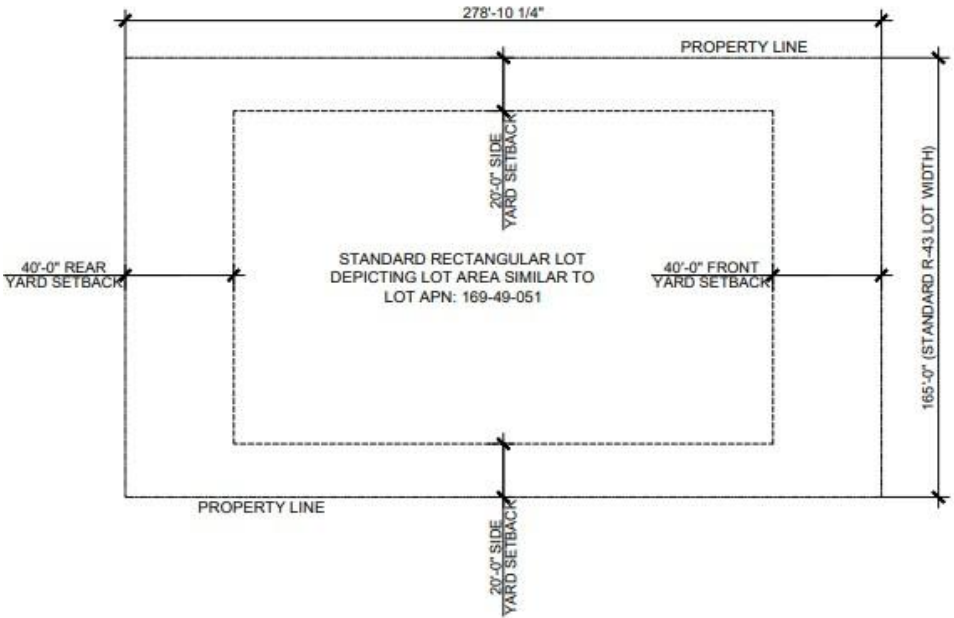 278'-10 1/4"
PROPERTY LINE
20'-0" SIDE
YARD SETBACK
165'-0" (STANDARD R-43 LOT WIDTH)
STANDARD RECTANGULAR LOT
DEPICTING LOT AREA SIMILAR TO
LOT APN: 169-49-051
40'-0" REAR
YARD SETBACK
40'-0" FRONT
YARD SETBACK
PROPERTY LINE
20'-0" SIDE
YARD SETBACK